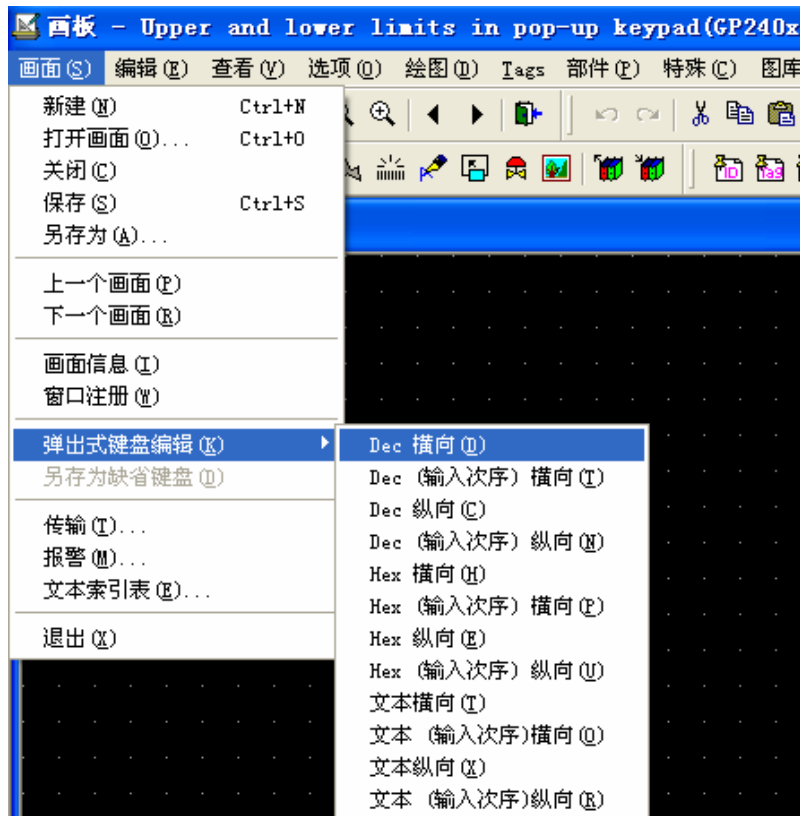 画板 - Upper and lower limits in pop-up keypad(GP240x
画面(S) 编辑(E) 查看(V) 选项(O) 绘图(D) Tags 部件(P) 特殊(C) 图库
新建(N) Ctrl+N
打开画面(O)... Ctrl+O
关闭(C)
保存(S) Ctrl+S
另存为(A)...
上一个画面(P)
下一个画面(R)
画面信息(I)
窗口注册(W)
弹出式键盘编辑(K)
另存为缺省键盘(D)
传输(T)...
报警(M)...
文本索引表(E)...
退出(X)
Dec 横向(D)
Dec (输入次序) 横向(T)
Dec 纵向(C)
Dec (输入次序) 纵向(N)
Hex 横向(H)
Hex (输入次序) 横向(P)
Hex 纵向(E)
Hex (输入次序) 纵向(U)
文本横向(T)
文本 (输入次序)横向(O)
文本纵向(X)
文本 (输入次序)纵向(R)
ID
Tag